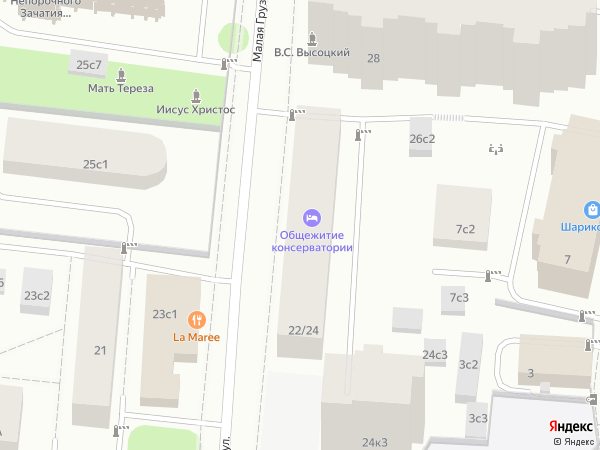 Непорочного
Зачатия...
Малая Груз
В.С. Высоцкий
28
25с7
Мать Тереза
Иисус Христос
26с2
25с1
7с2
Шарико
Общежитие
консерватории
7
23с2
7с3
23с1
La Maree
22/24
21
24с3
3с2
3
3с3
24к3
ул.
Яндекс
© Яндекс